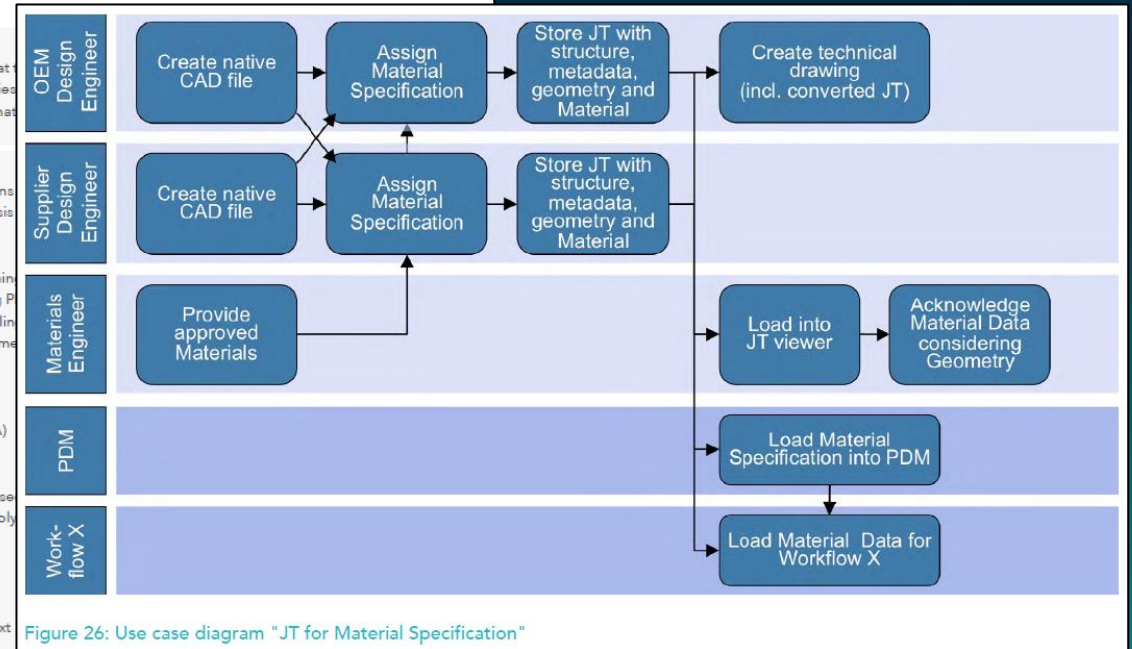 OEM
Design
Engineer
Create native
CAD file
Assign
Material
Specification
Store JT with
structure,
metadata,
geometry and
Material
Create technical
drawing
(incl. converted JT)
Supplier
Design
Engineer
Create native
CAD file
Assign
Material
Specification
Store JT with
structure,
metadata,
geometry and
Material
Materials
Engineer
Provide
approved
Materials
Load into
JT viewer
Acknowledge
Material Data
considering
Geometry
PDM
Load Material
Specification into PDM
Work-
flow X
Load Material Data for
Workflow X
Figure 26: Use case diagram "JT for Material Specification"